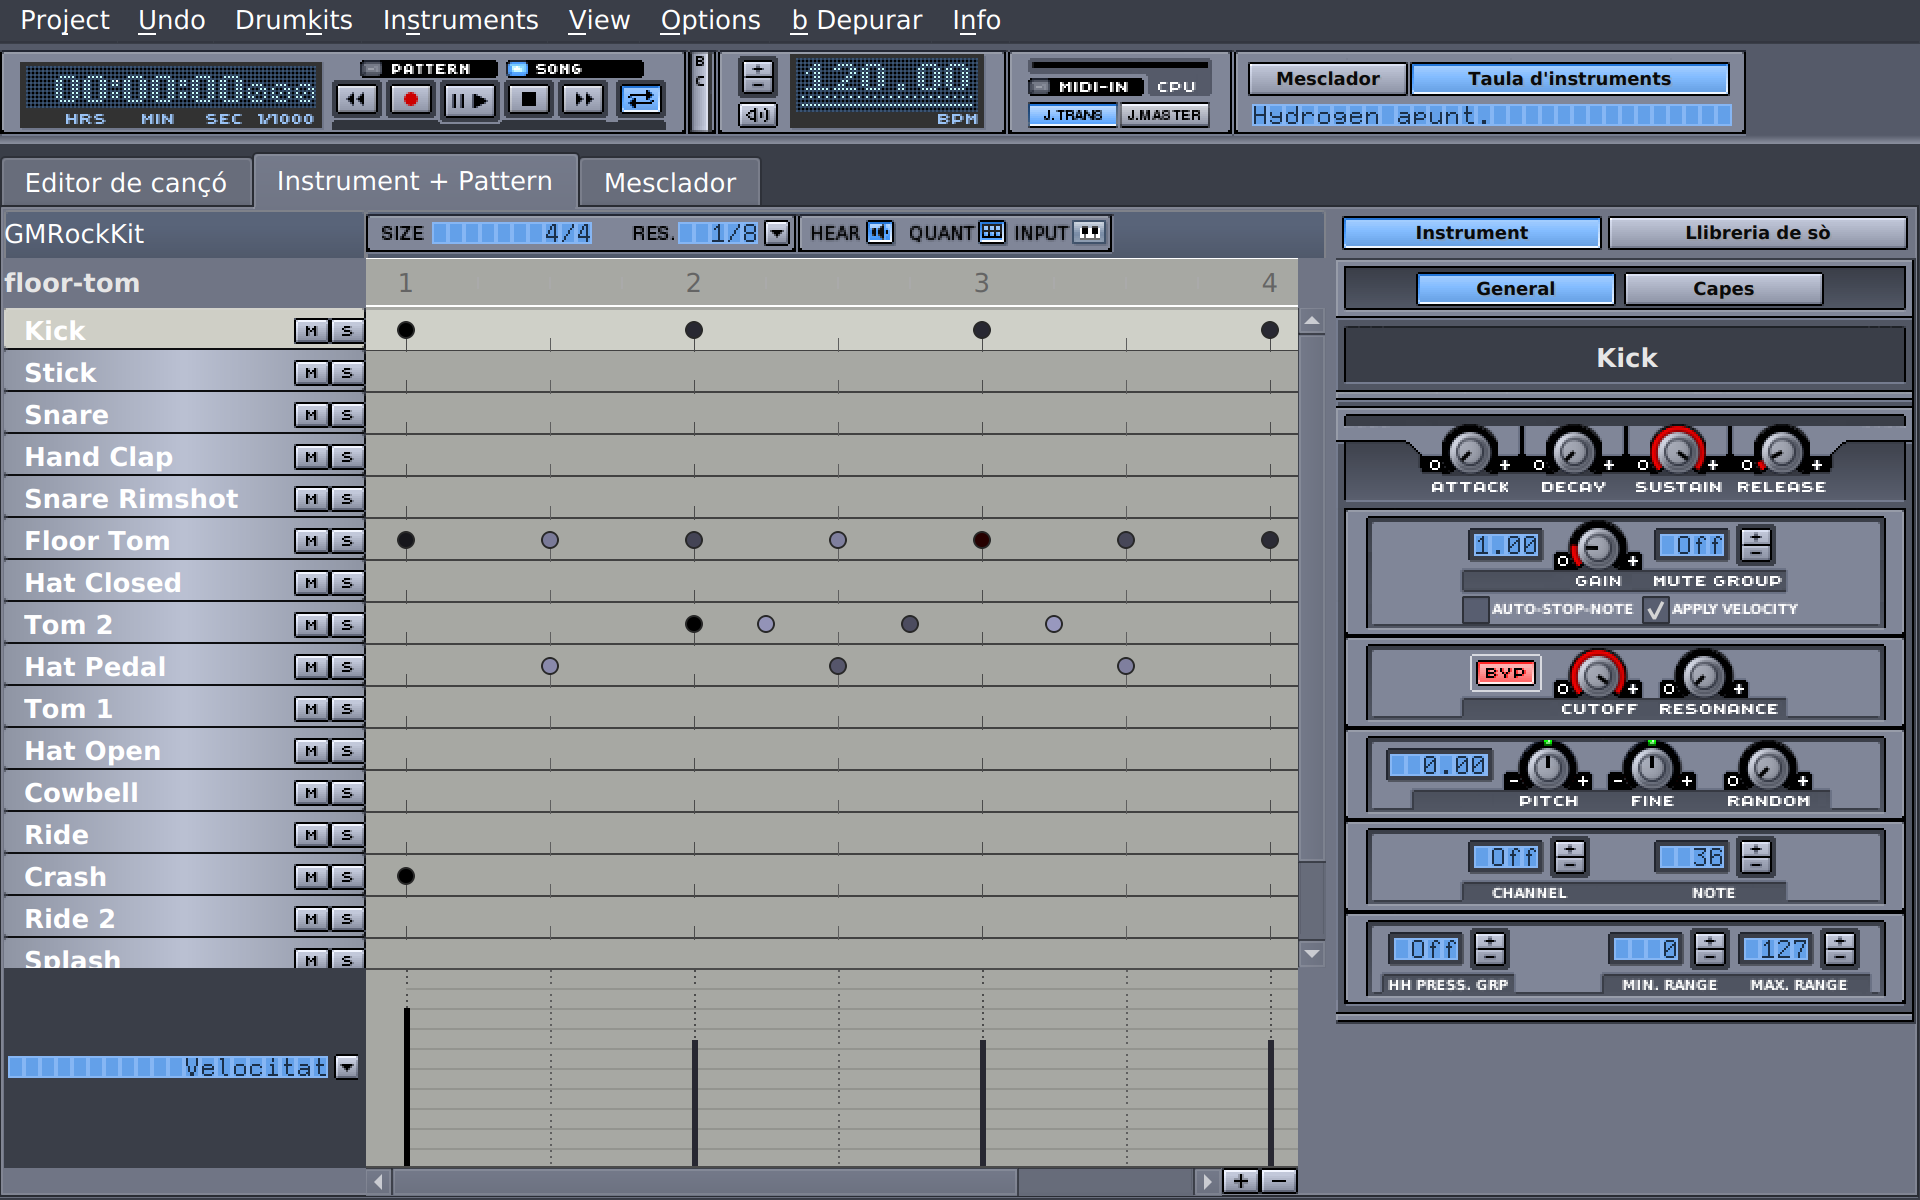 Project Undo Drumkits Instruments View Options b Depurar Info
PATTERN SONG
00:00:00000
HRS MIN SEC 1/1000
B C
120.00
BPM
MIDI-IN CPU
J.TRANS J.MASTER
Mesclador Taula d'instruments
Hydrogen apunt.
Editor de cançó Instrument + Pattern Mesclador
GMRockKit
SIZE 4/4 RES. 1/8 HEAR QUANT INPUT
Instrument Llibreria de sò
floor-tom
1 2 3 4
General Capes
Kick M S
Stick M S
Snare M S
Hand Clap M S
Snare Rimshot M S
Floor Tom M S
Hat Closed M S
Tom 2 M S
Hat Pedal M S
Tom 1 M S
Hat Open M S
Cowbell M S
Ride M S
Crash M S
Ride 2 M S
Splash M S
Velocitat
Kick
ATTACK DECAY SUSTAIN RELEASE
1.00 Off
GAIN MUTE GROUP
AUTO-STOP-NOTE APPLY VELOCITY
BYP
CUTOFF RESONANCE
0.00
PITCH FINE RANDOM
Off 36
CHANNEL NOTE
Off 0 127
HH PRESS. GRP MIN. RANGE MAX. RANGE